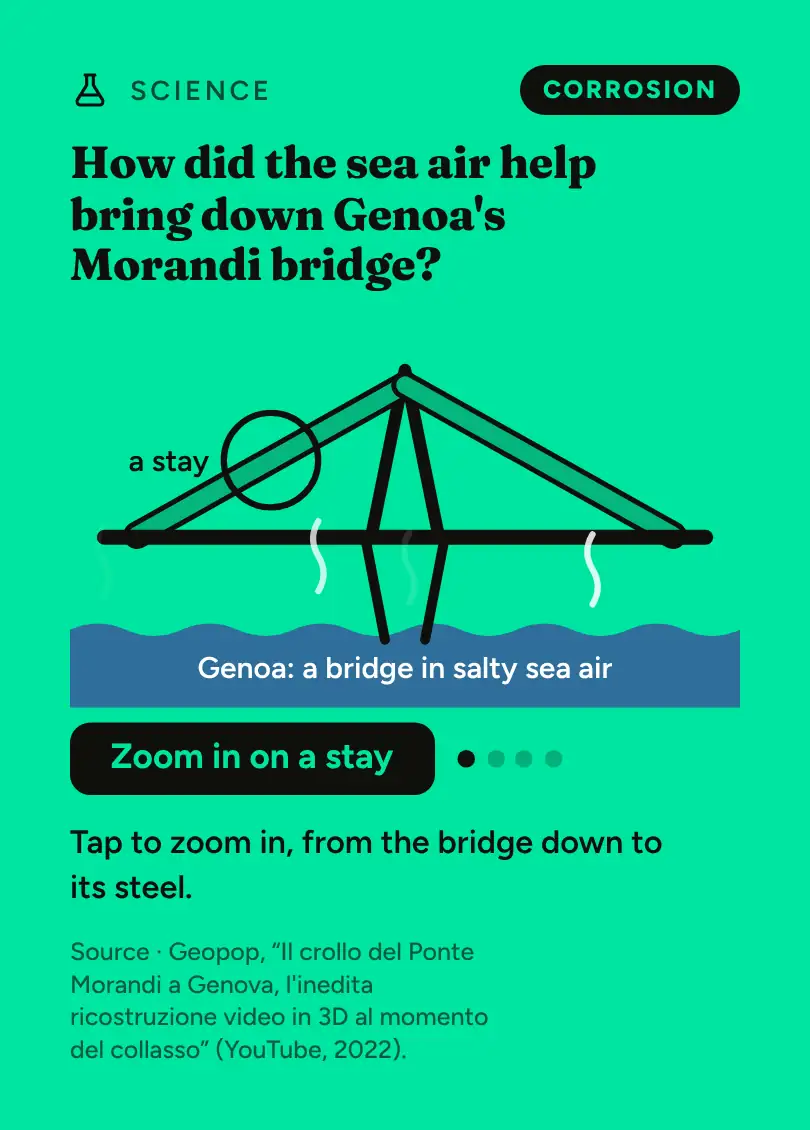 SCIENCE
CORROSION
How did the sea air help
bring down Genoa's
Morandi bridge?
a stay
Genoa: a bridge in salty sea air
Zoom in on a stay
Tap to zoom in, from the bridge down to
its steel.
Source · Geopop, “Il crollo del Ponte
Morandi a Genova, l'inedita
ricostruzione video in 3D al momento
del collasso” (YouTube, 2022).